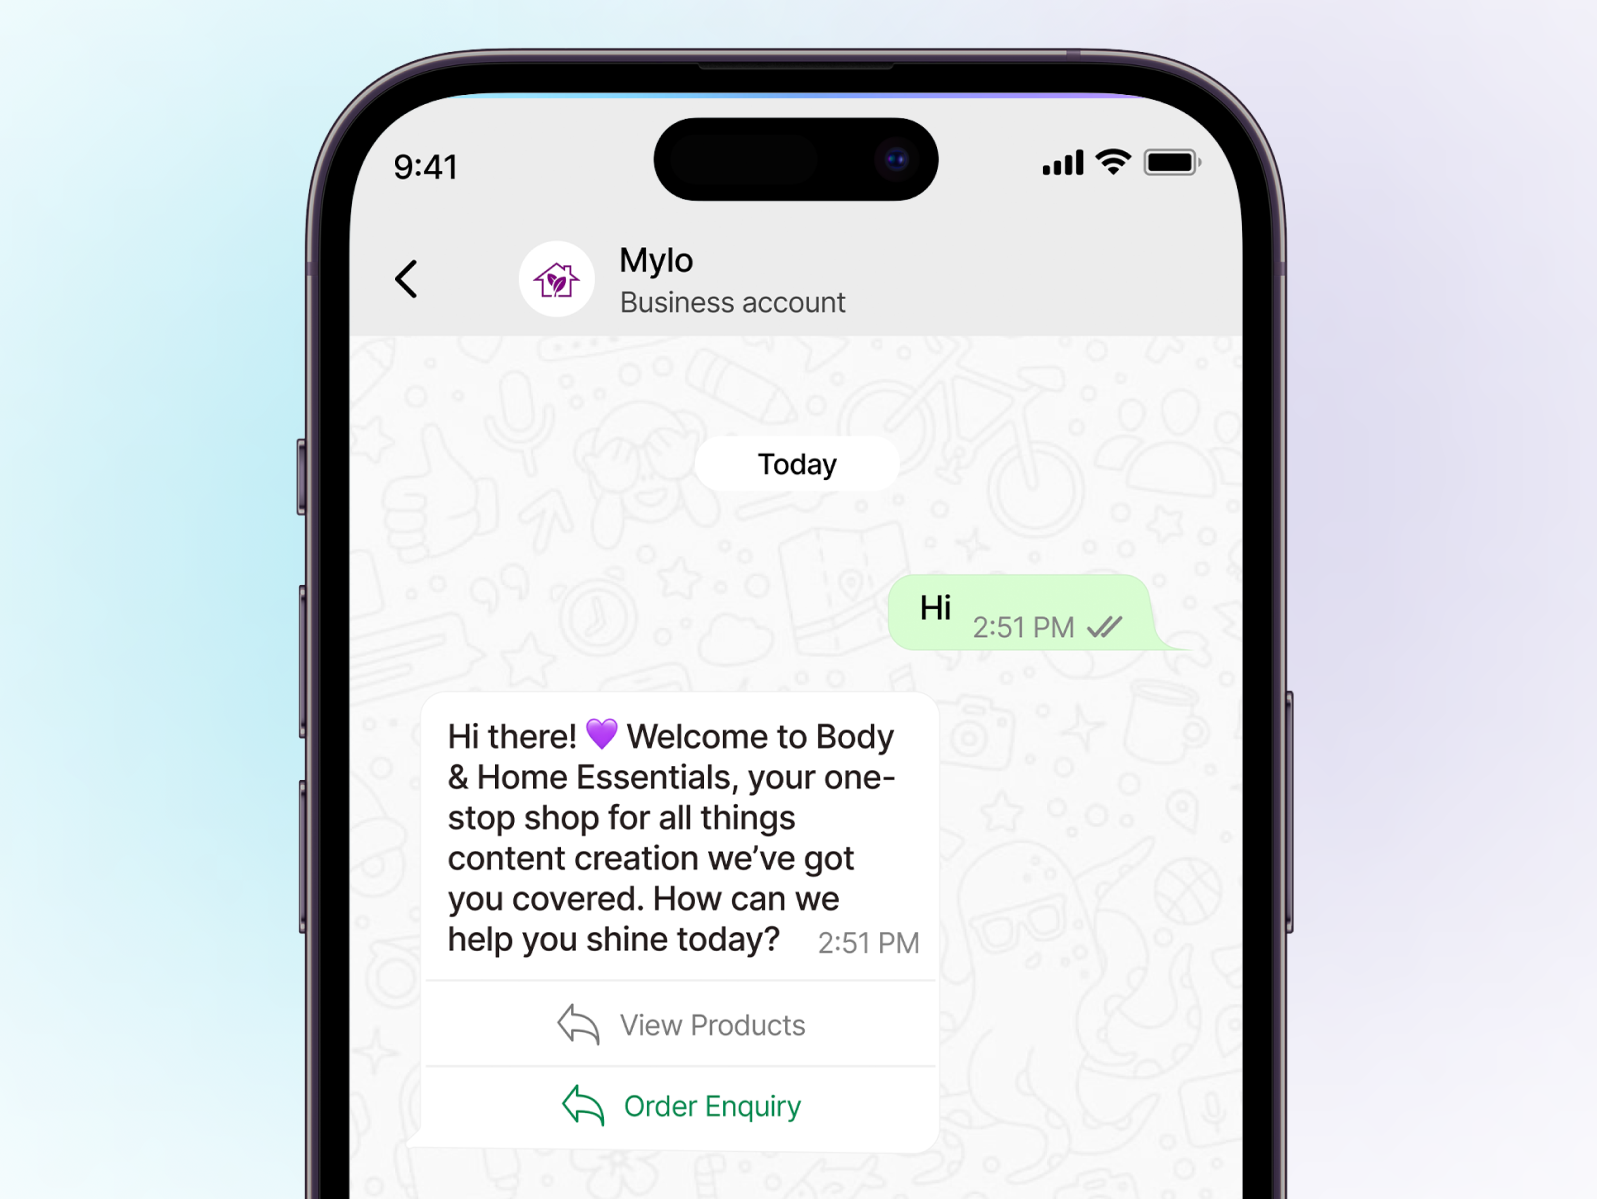 9:41
Mylo
Business account
Today
Hi
2:51 PM
Hi there! 💜 Welcome to Body
& Home Essentials, your one-
stop shop for all things
content creation we’ve got
you covered. How can we
help you shine today?
2:51 PM
View Products
Order Enquiry